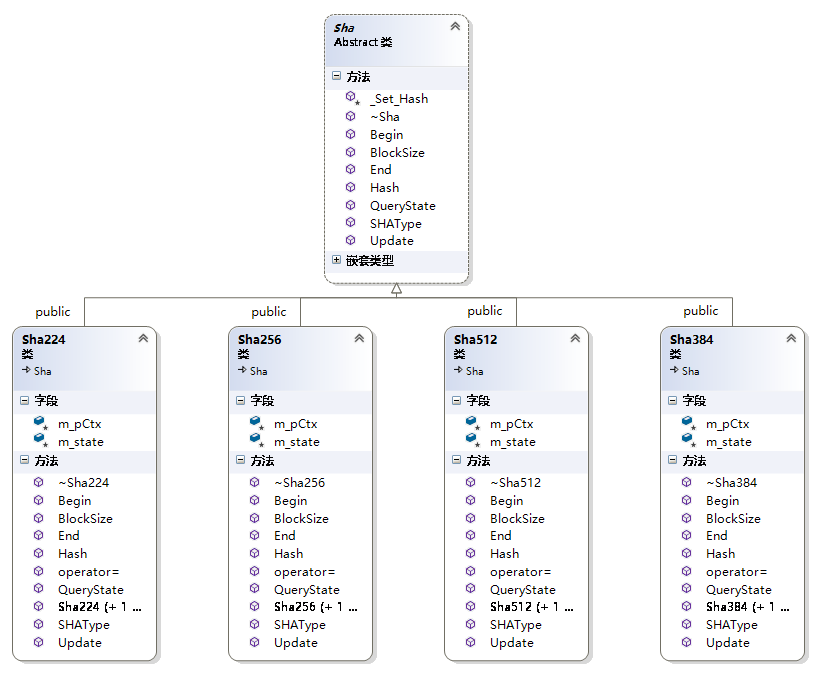 Sha
Abstract 类
方法
_Set_Hash
~Sha
Begin
BlockSize
End
Hash
QueryState
SHAType
Update
嵌套类型
public
public
public
public
Sha224
类
Sha
字段
m_pCtx
m_state
方法
~Sha224
Begin
BlockSize
End
Hash
operator=
QueryState
Sha224 (+ 1 ...
SHAType
Update
Sha256
类
Sha
字段
m_pCtx
m_state
方法
~Sha256
Begin
BlockSize
End
Hash
operator=
QueryState
Sha256 (+ 1 ...
SHAType
Update
Sha512
类
Sha
字段
m_pCtx
m_state
方法
~Sha512
Begin
BlockSize
End
Hash
operator=
QueryState
Sha512 (+ 1 ...
SHAType
Update
Sha384
类
Sha
字段
m_pCtx
m_state
方法
~Sha384
Begin
BlockSize
End
Hash
operator=
QueryState
Sha384 (+ 1 ...
SHAType
Update